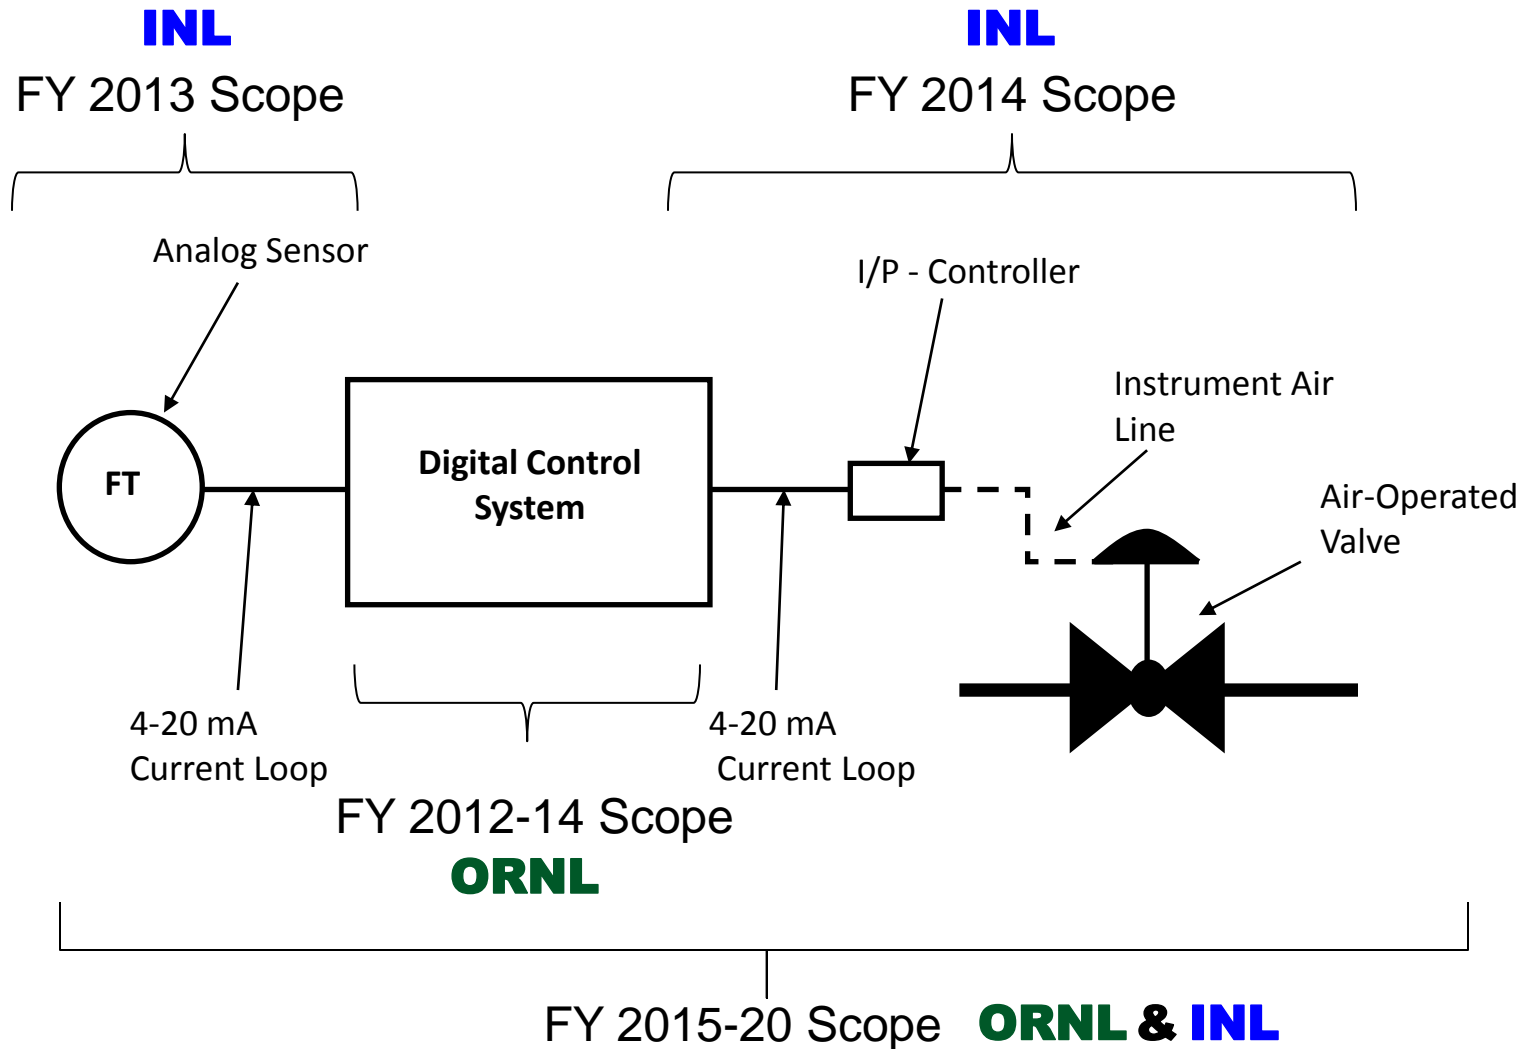 INL
FY 2013 Scope
INL
FY 2014 Scope
Analog Sensor
I/P - Controller
Instrument Air
Line
Air-Operated
Valve
FT
Digital Control
System
4-20 mA
Current Loop
4-20 mA
Current Loop
FY 2012-14 Scope
ORNL
FY 2015-20 Scope ORNL & INL